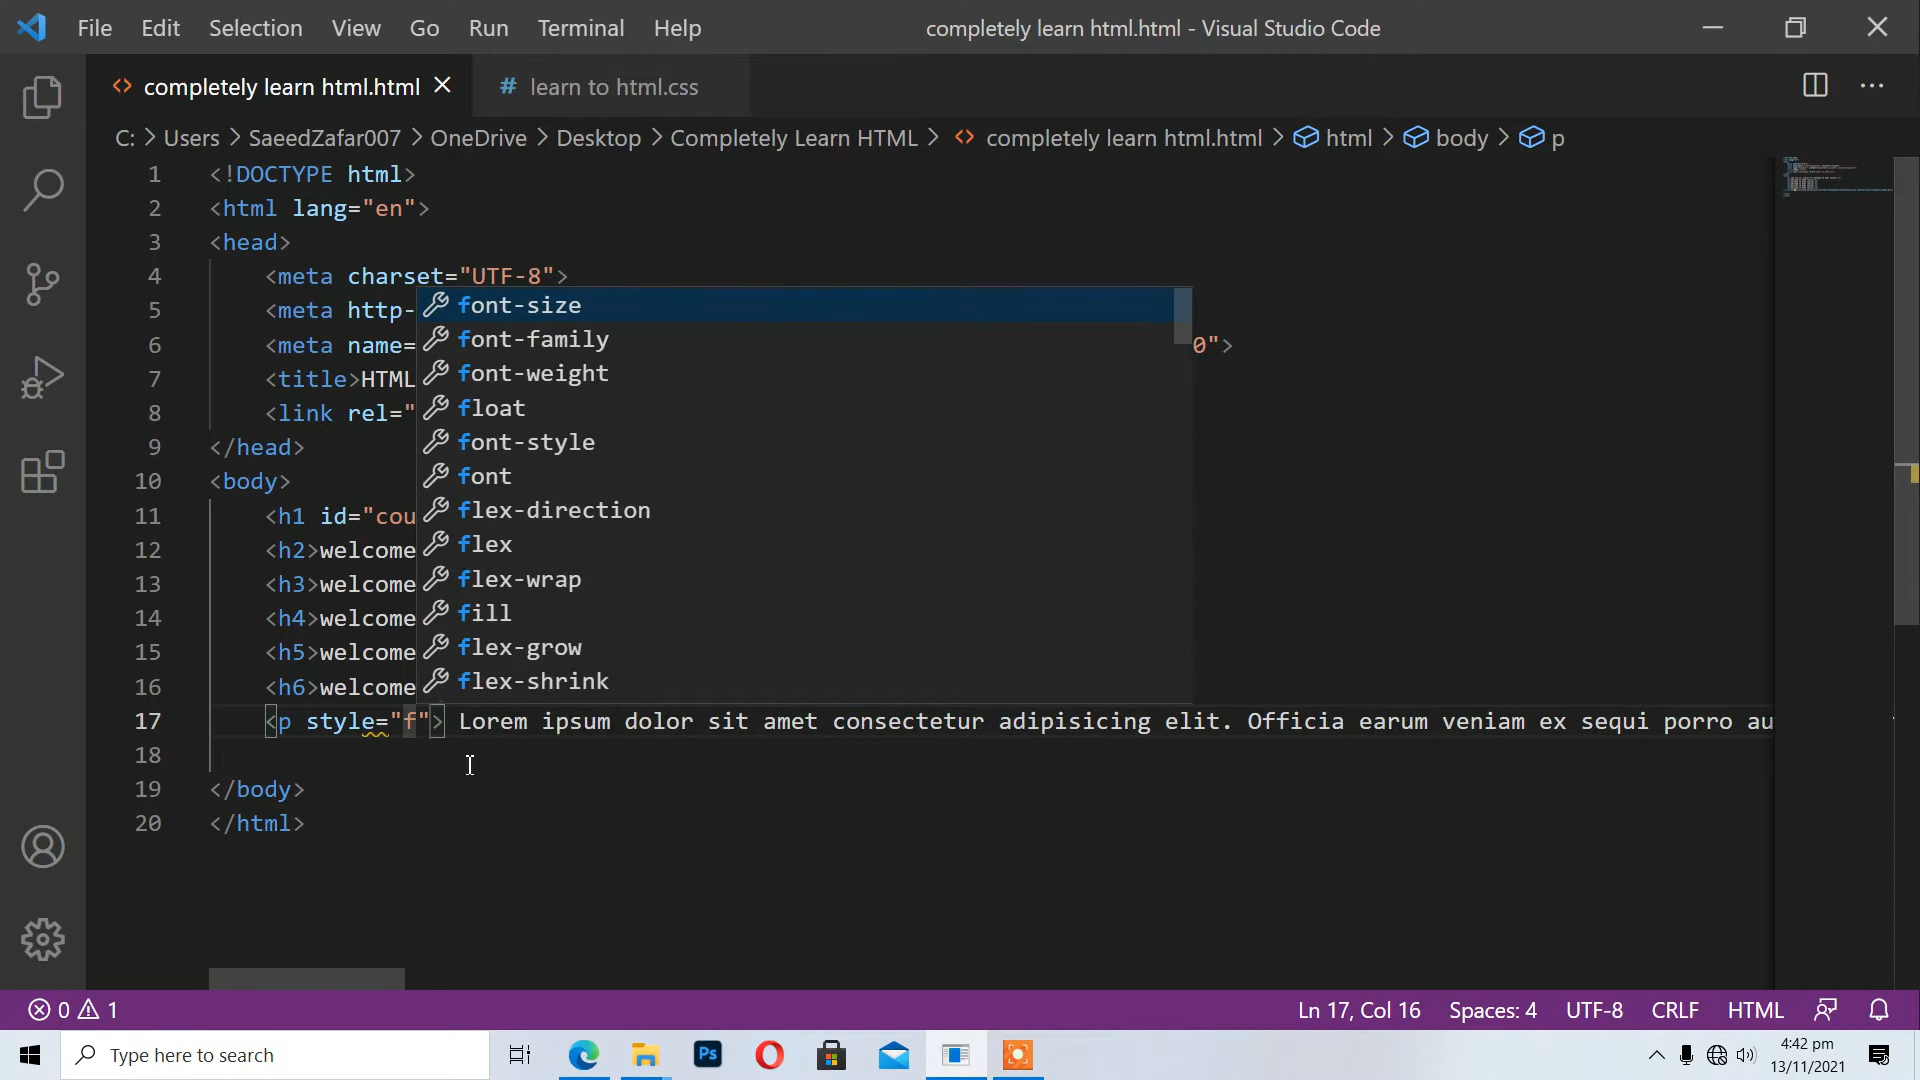 File Edit Selection View Go Run Terminal Help completely learn html.html - Visual Studio Code
completely learn html.html # learn to html.css
C: > Users > SaeedZafar007 > OneDrive > Desktop > Completely Learn HTML > completely learn html.html > html > body > p
1 <!DOCTYPE html>
2 <html lang="en">
3 <head>
4 <meta charset="UTF-8">
5 <meta http-
6 <meta name= 0">
7 <title>HTML
8 <link rel="
9 </head>
10 <body>
11 <h1 id="cou
12 <h2>welcome
13 <h3>welcome
14 <h4>welcome
15 <h5>welcome
16 <h6>welcome
17 <p style="f"> Lorem ipsum dolor sit amet consectetur adipisicing elit. Officia earum veniam ex sequi porro au
18
19 </body>
20 </html>
font-size
font-family
font-weight
float
font-style
font
flex-direction
flex
flex-wrap
fill
flex-grow
flex-shrink
0 1 Ln 17, Col 16 Spaces: 4 UTF-8 CRLF HTML
Type here to search Ps 4:42 pm
13/11/2021